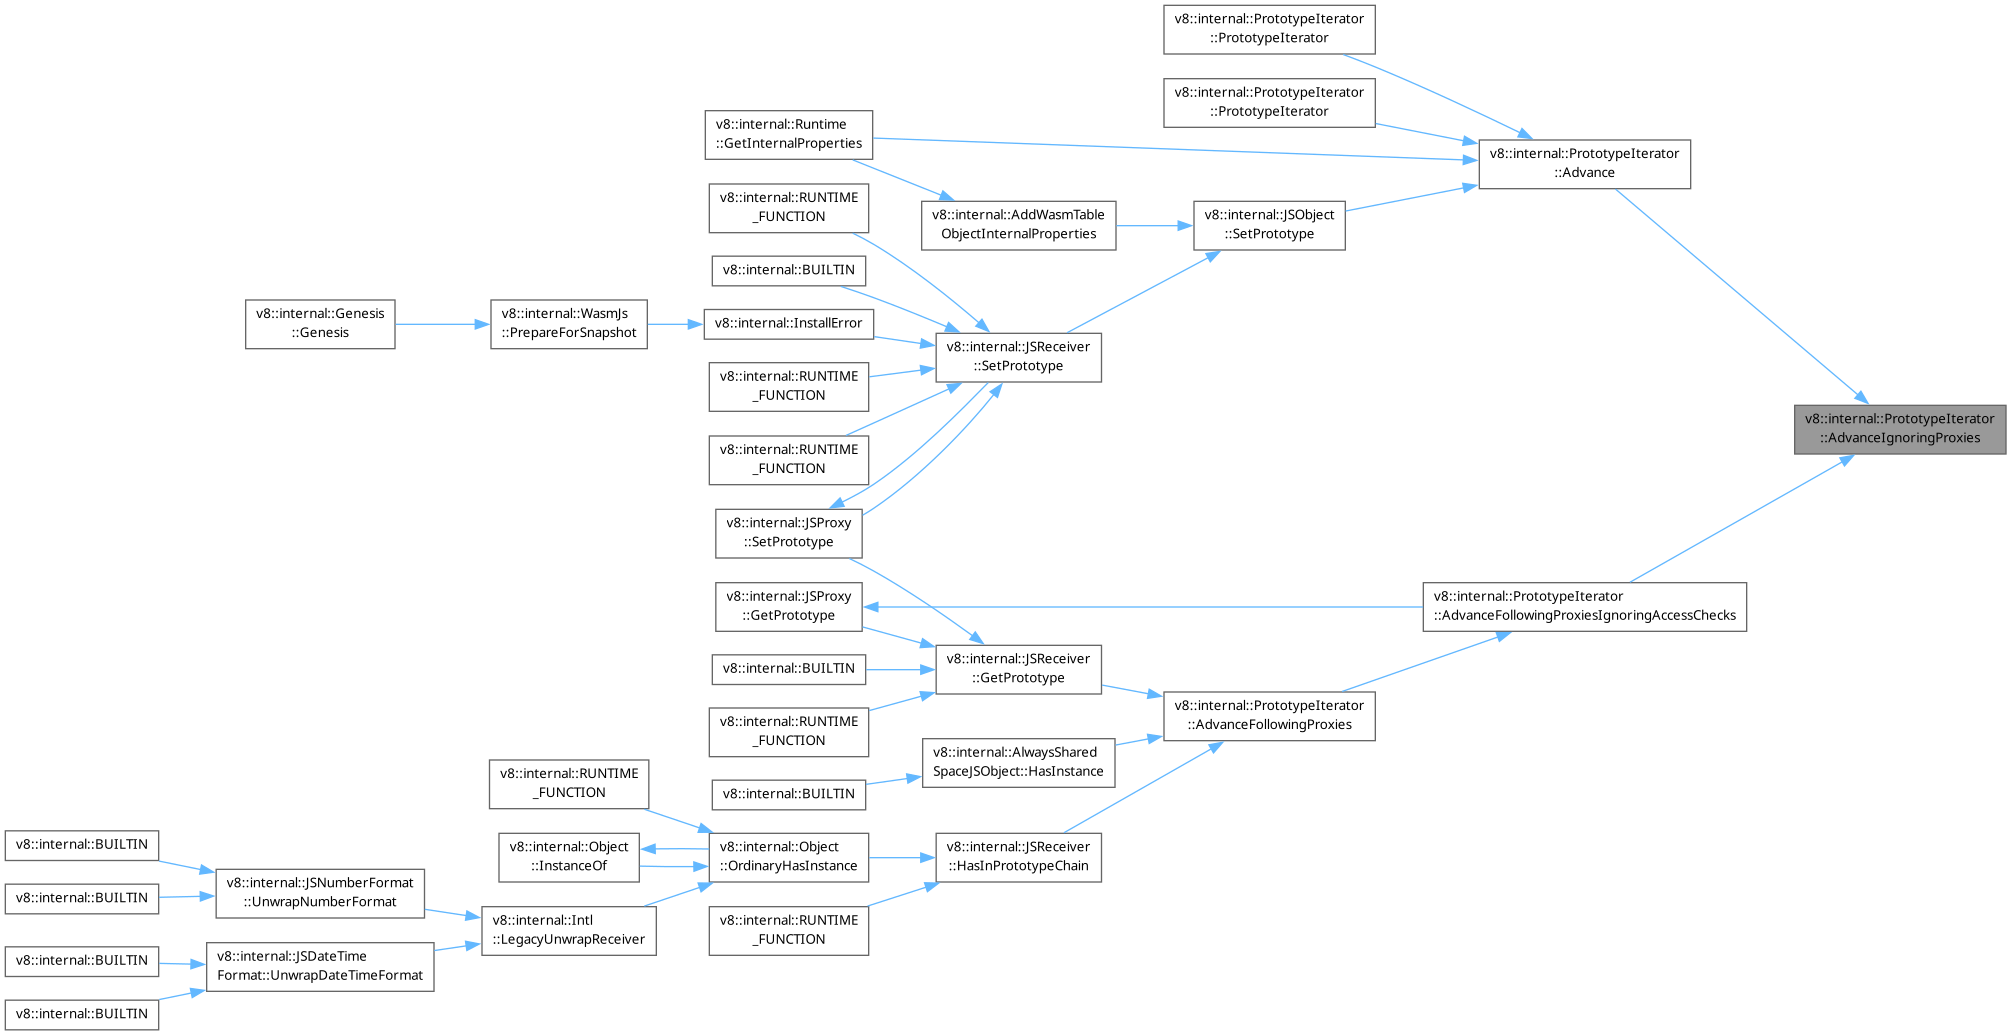 v8::internal::PrototypeIterator
::PrototypeIterator
v8::internal::PrototypeIterator
::PrototypeIterator
v8::internal::Runtime
::GetInternalProperties
v8::internal::PrototypeIterator
::Advance
v8::internal::RUNTIME
_FUNCTION
v8::internal::AddWasmTable
ObjectInternalProperties
v8::internal::JSObject
::SetPrototype
v8::internal::BUILTIN
v8::internal::Genesis
::Genesis
v8::internal::WasmJs
::PrepareForSnapshot
v8::internal::InstallError
v8::internal::JSReceiver
::SetPrototype
v8::internal::RUNTIME
_FUNCTION
v8::internal::PrototypeIterator
::AdvanceIgnoringProxies
v8::internal::RUNTIME
_FUNCTION
v8::internal::JSProxy
::SetPrototype
v8::internal::JSProxy
::GetPrototype
v8::internal::PrototypeIterator
::AdvanceFollowingProxiesIgnoringAccessChecks
v8::internal::BUILTIN
v8::internal::JSReceiver
::GetPrototype
v8::internal::RUNTIME
_FUNCTION
v8::internal::PrototypeIterator
::AdvanceFollowingProxies
v8::internal::AlwaysShared
SpaceJSObject::HasInstance
v8::internal::RUNTIME
_FUNCTION
v8::internal::BUILTIN
v8::internal::BUILTIN
v8::internal::Object
::InstanceOf
v8::internal::Object
::OrdinaryHasInstance
v8::internal::JSReceiver
::HasInPrototypeChain
v8::internal::BUILTIN
v8::internal::JSNumberFormat
::UnwrapNumberFormat
v8::internal::Intl
::LegacyUnwrapReceiver
v8::internal::RUNTIME
_FUNCTION
v8::internal::BUILTIN
v8::internal::JSDateTime
Format::UnwrapDateTimeFormat
v8::internal::BUILTIN